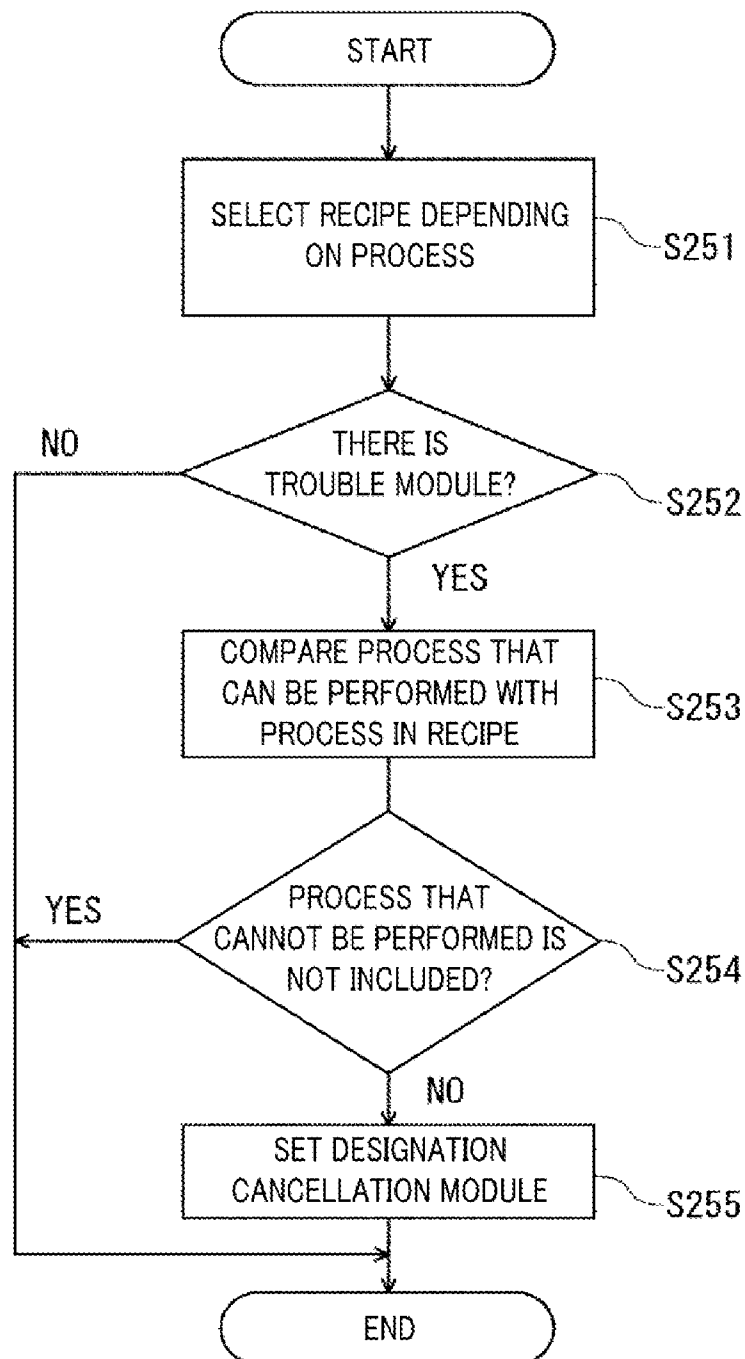 START
SELECT RECIPE DEPENDING
ON PROCESS
S251
NO
THERE IS
TROUBLE MODULE?
S252
YES
COMPARE PROCESS THAT
CAN BE PERFORMED WITH
PROCESS IN RECIPE
S253
YES
PROCESS THAT
CANNOT BE PERFORMED IS
NOT INCLUDED?
S254
NO
SET DESIGNATION
CANCELLATION MODULE
S255
END